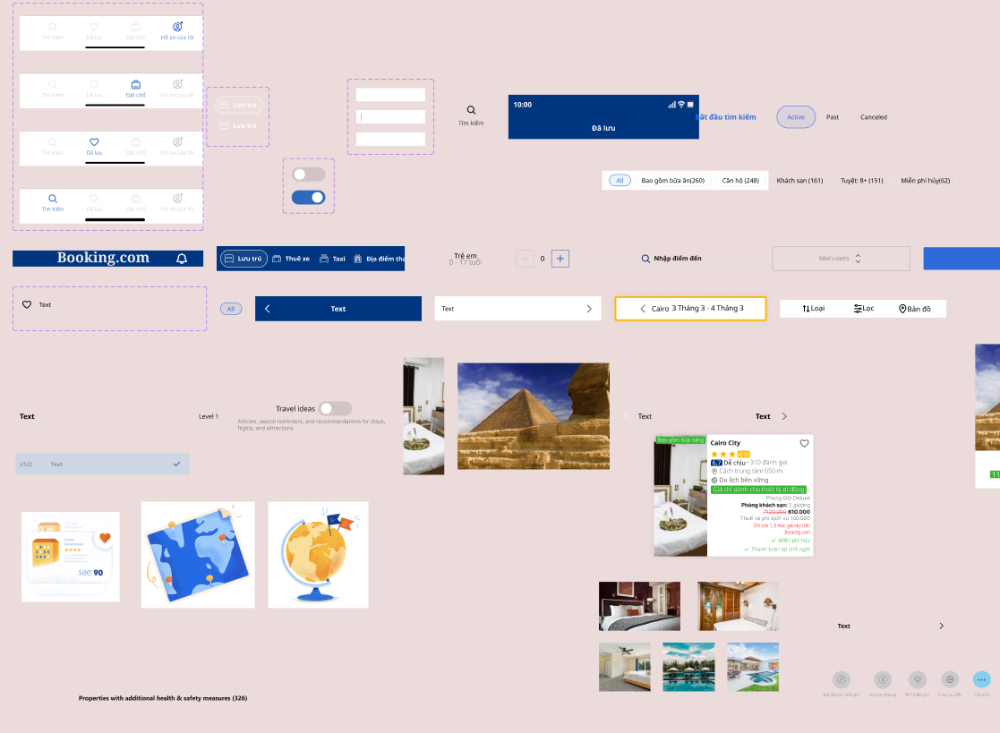 Tìm kiếm Đã lưu Đặt chỗ Hồ sơ của tôi
Tìm kiếm Đã lưu Đặt chỗ Hồ sơ của tôi
Tìm kiếm Đã lưu Đặt chỗ Hồ sơ của tôi
Tìm kiếm Đã lưu Đặt chỗ Hồ sơ của tôi
Lưu trú
Lưu trú
Tìm kiếm
10:00
Đã lưu
Bắt đầu tìm kiếm
Active Past Canceled
All Bao gồm bữa ăn(260) Căn hộ (248) Khách sạn (161) Tuyệt: 8+ (151) Miễn phí hủy(62)
Booking.com
Lưu trú Thuê xe Taxi Địa điểm tha
Trẻ em
0 - 17 tuổi
0
Nhập điểm đến
Select a country
Text
All
Text
Text
Cairo 3 Tháng 3 - 4 Tháng 3
Loại Lọc Bản đồ
Text
Level 1
Travel ideas
Articles, search reminders, and recommendations for stays,
flights, and attractions
Text
Text
VND Text
Bao gồm bữa sáng
Cairo City
6.7 Dễ chịu- 310 đánh giá
Cách trung tâm 650 m
Du lịch bền vững
Giá chỉ dành cho thiết bị di động
Phòng Đôi Deluxe
Phòng khách sạn: 2 giường
7120.000 610.000
Thuế và phí dịch vụ 100.000
Chỉ còn 1, ở mức giá này trên
Booking.com
Miễn phí hủy
Thanh toán tại chỗ nghỉ
11
Hotel
Downtown
100 90
Text
Properties with additional health & safety measures (326)